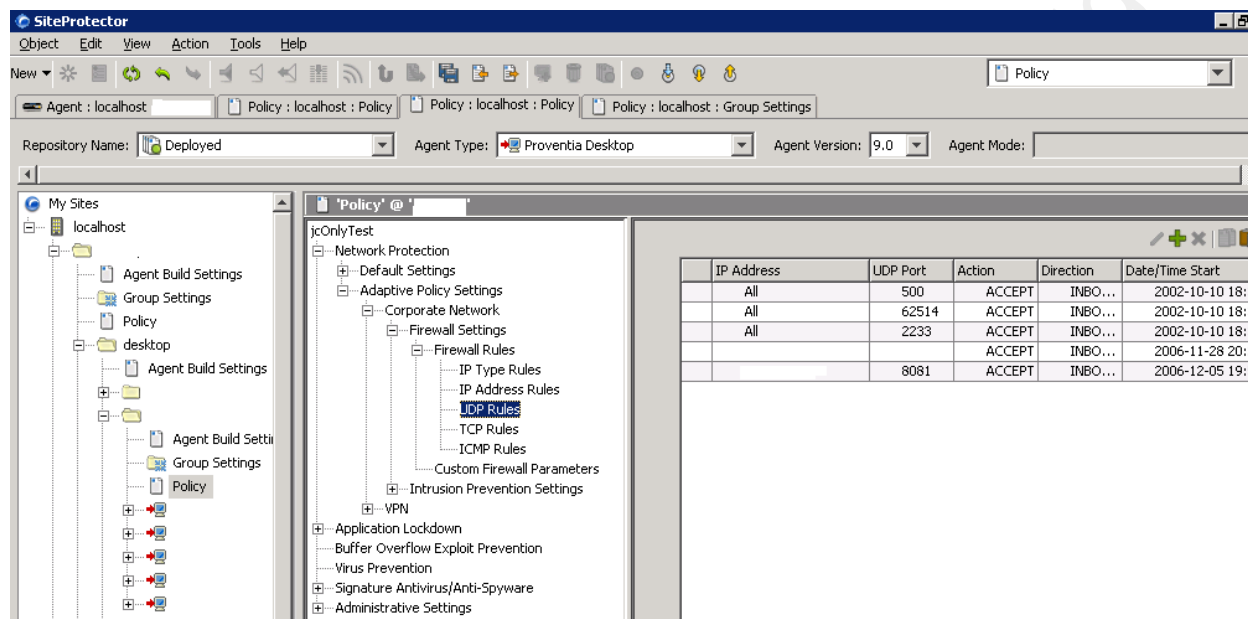 SiteProtector
Object Edit View Action Tools Help
New Policy
Agent : localhost Policy : localhost : Policy Policy : localhost : Policy Policy : localhost : Group Settings
Repository Name: Deployed Agent Type: Proventia Desktop Agent Version: 9.0 Agent Mode:
My Sites
localhost
Agent Build Settings
Group Settings
Policy
desktop
Agent Build Settings
Agent Build Setti
Group Settings
Policy
'Policy' @ ' '
jcOnlyTest
Network Protection
Default Settings
Adaptive Policy Settings
Corporate Network
Firewall Settings
Firewall Rules
IP Type Rules
IP Address Rules
UDP Rules
TCP Rules
ICMP Rules
Custom Firewall Parameters
Intrusion Prevention Settings
VPN
Application Lockdown
Buffer Overflow Exploit Prevention
Virus Prevention
Signature Antivirus/Anti-Spyware
Administrative Settings
IP Address UDP Port Action Direction Date/Time Start
All 500 ACCEPT INBO... 2002-10-10 18:
All 62514 ACCEPT INBO... 2002-10-10 18:
All 2233 ACCEPT INBO... 2002-10-10 18:
ACCEPT INBO... 2006-11-28 20:
8081 ACCEPT INBO... 2006-12-05 19: